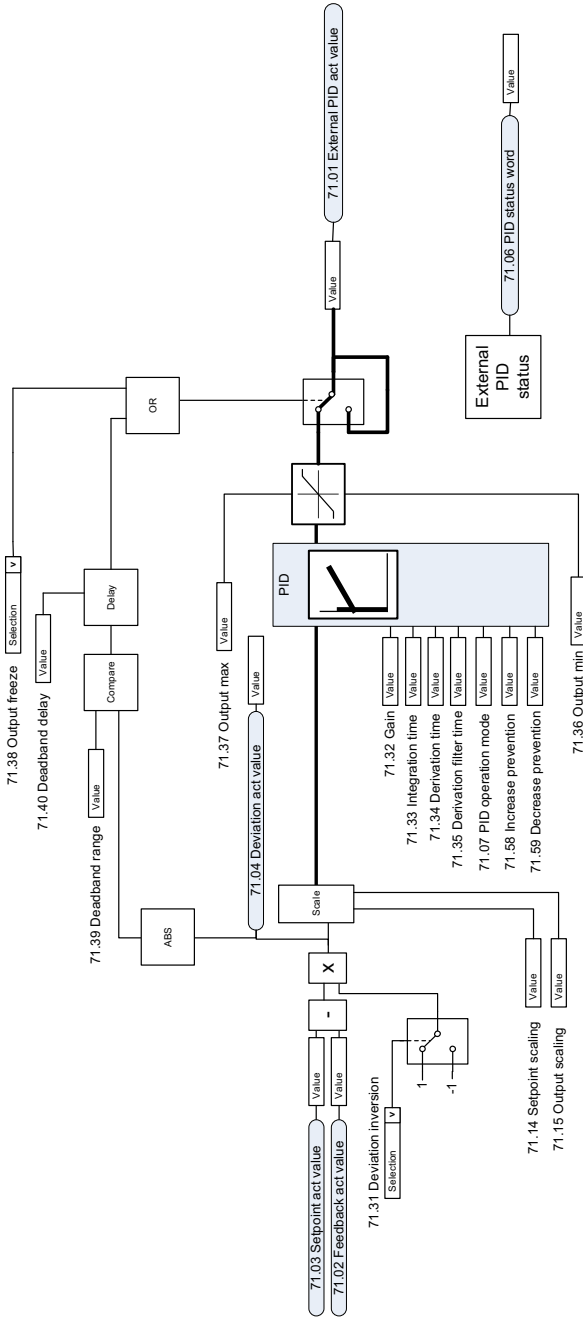 71.38 Output freeze
Selection v
71.40 Deadband delay
Value
71.39 Deadband range
Value
ABS
Compare
Delay
OR
71.04 Deviation act value
Value
71.37 Output max
Value
71.03 Setpoint act value
Value
71.02 Feedback act value
Value
-
X
Scale
PID
Value
71.01 External PID act value
71.31 Deviation inversion
Selection v
1
-1
71.14 Setpoint scaling
Value
71.15 Output scaling
Value
71.32 Gain
Value
71.33 Integration time
Value
71.34 Derivation time
Value
71.35 Derivation filter time
Value
71.07 PID operation mode
Value
71.58 Increase prevention
Value
71.59 Decrease prevention
Value
71.36 Output min
Value
External
PID
status
71.06 PID status word
Value